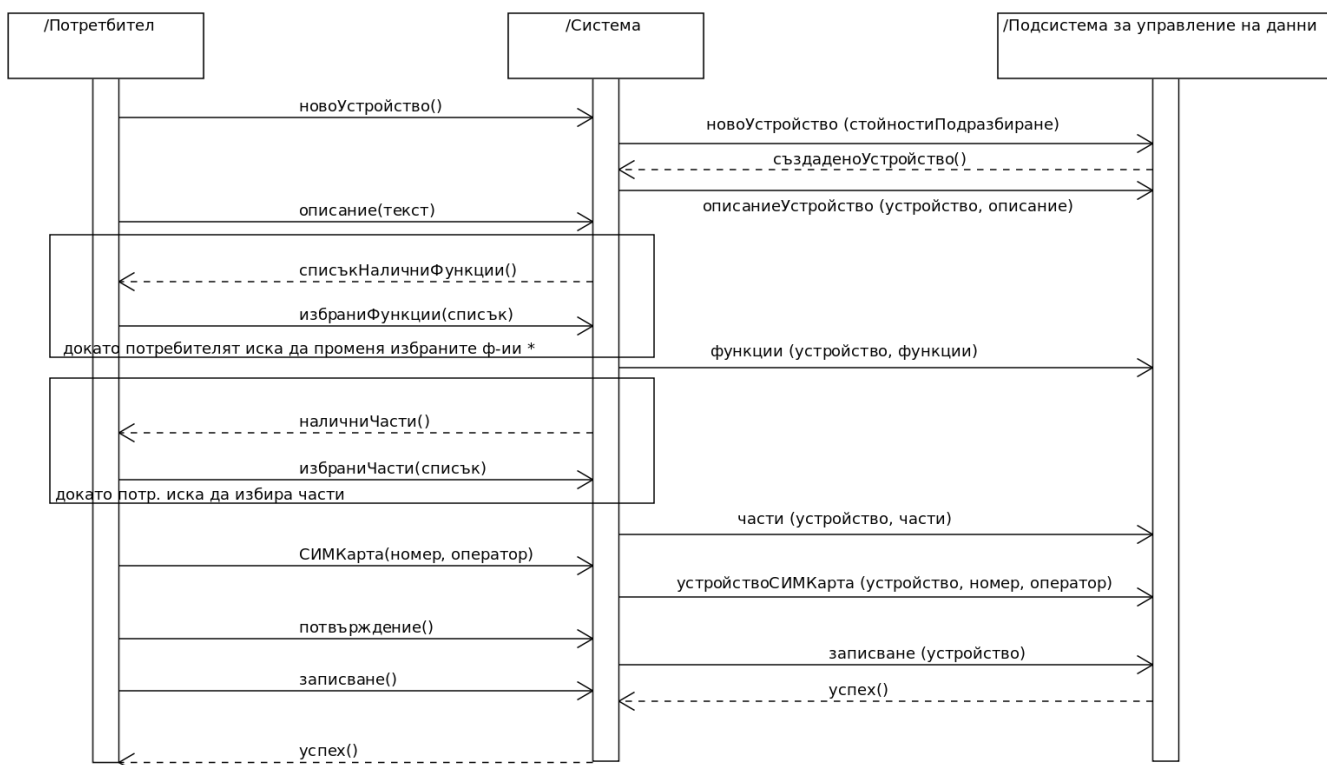 /Потретбител
/Система
/Подсистема за управление на данни
новоУстройство()
новоУстройство (стойностиПодразбиране)
създаденоУстройство()
описание(текст)
описаниеУстройство (устройство, описание)
списъкНаличниФункции()
избраниФункции(списък)
докато потребителят иска да променя избраните ф-ии *
функции (устройство, функции)
наличниЧасти()
избраниЧасти(списък)
докато потр. иска да избира части
части (устройство, части)
СИМКарта(номер, оператор)
устройствоСИМКарта (устройство, номер, оператор)
потвърждение()
записване (устройство)
записване()
успех()
успех()